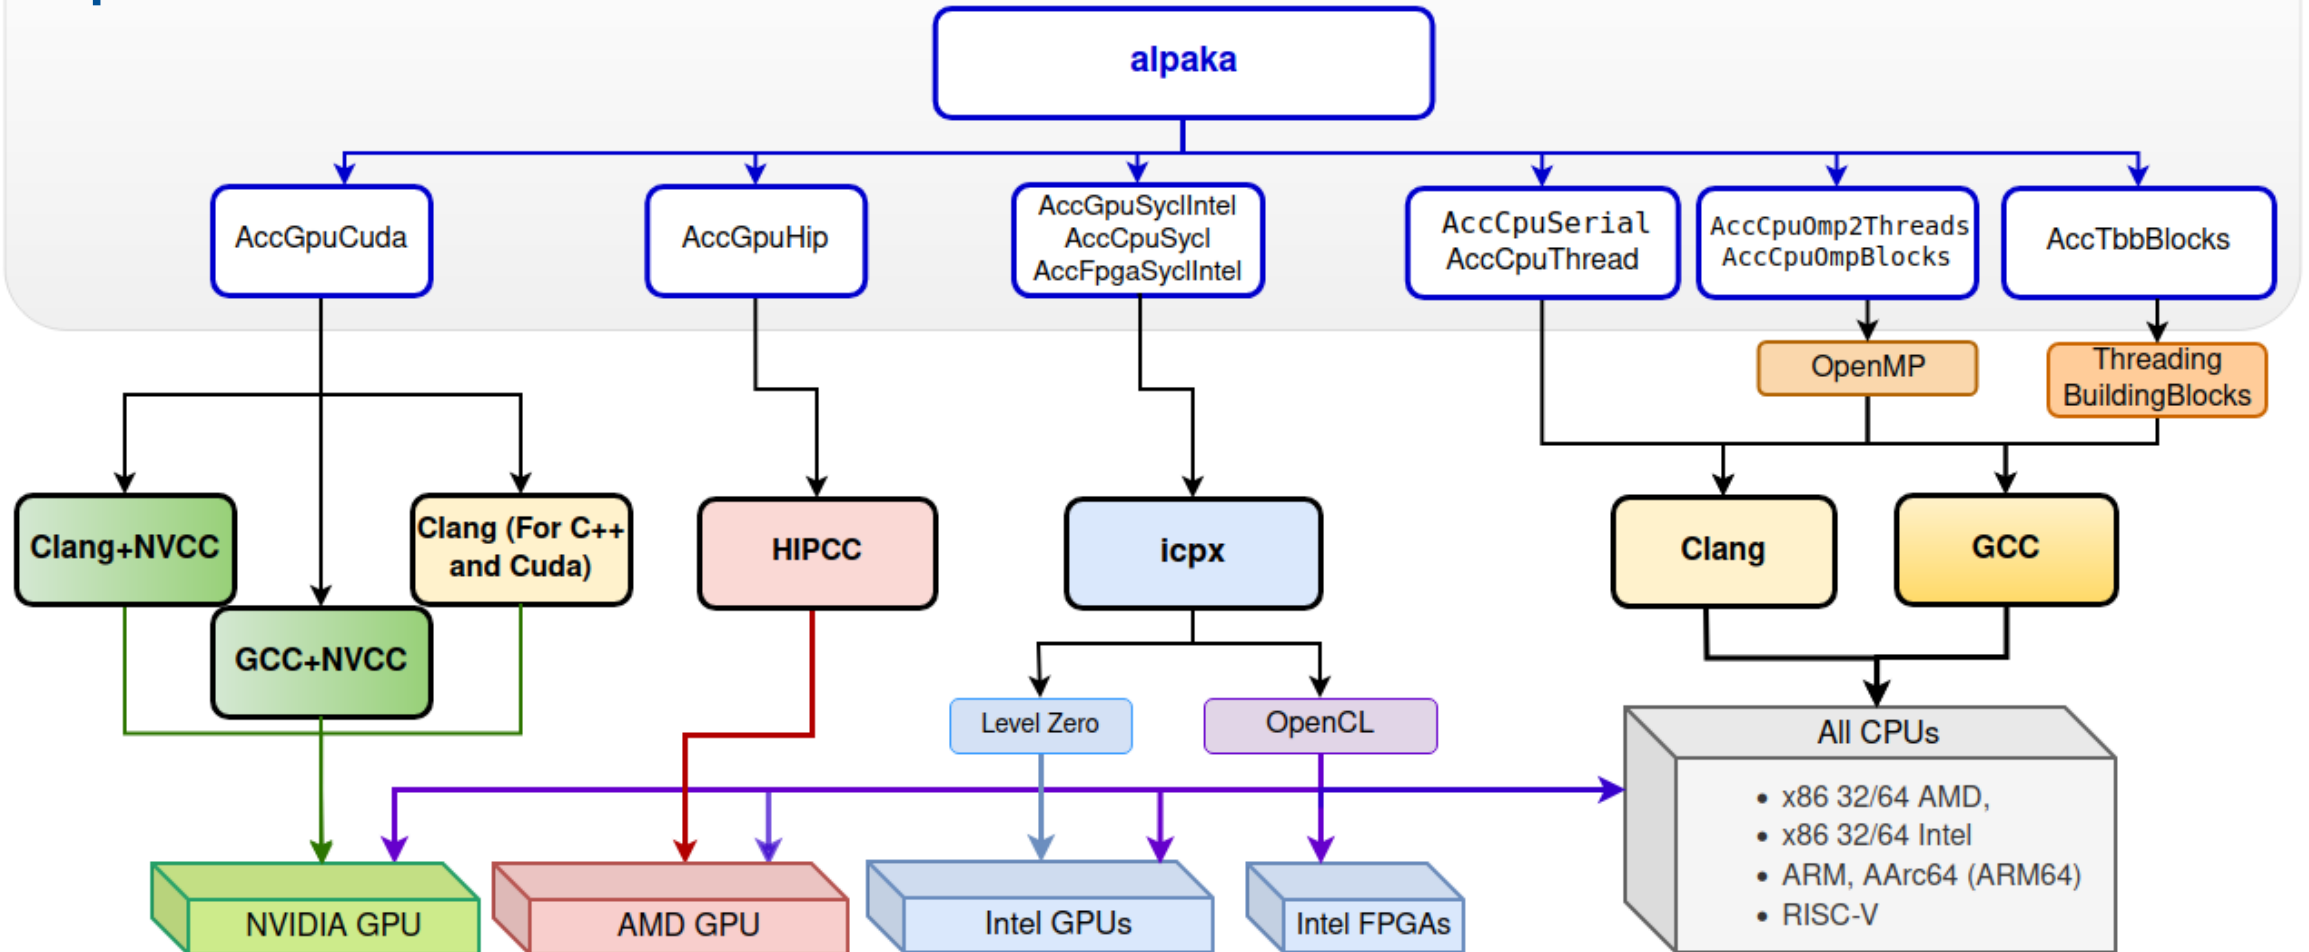 alpaka
AccGpuCuda
AccGpuHip
AccGpuSyclIntel
AccCpuSycl
AccFpgaSyclIntel
AccCpuSerial
AccCpuThread
AccCpuOmp2Threads
AccCpuOmpBlocks
AccTbbBlocks
OpenMP
Threading
BuildingBlocks
Clang+NVCC
GCC+NVCC
Clang (For C++
and Cuda)
HIPCC
icpx
Clang
GCC
Level Zero
OpenCL
NVIDIA GPU
AMD GPU
Intel GPUs
Intel FPGAs
All CPUs
• x86 32/64 AMD,
• x86 32/64 Intel
• ARM, AArc64 (ARM64)
• RISC-V